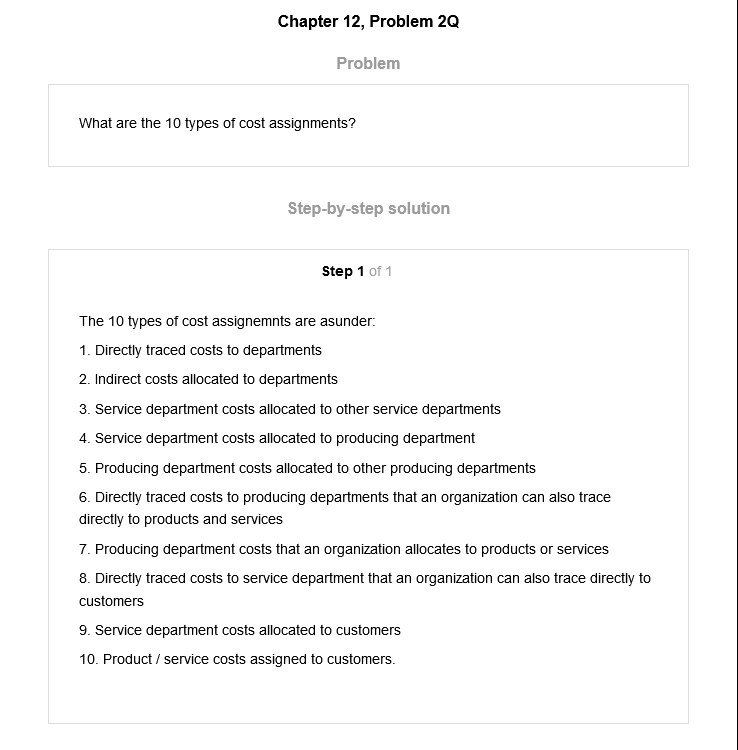 Chapter 12, Problem 2Q
Problem
What are the 10 types of cost assignments?
Step-by-step solution
Step 1 of 1
The 10 types of cost assignemnts are asunder:
1. Directly traced costs to departments
2. Indirect costs allocated to departments
3. Service department costs allocated to other service departments
4. Service department costs allocated to producing department
5. Producing department costs allocated to other producing departments
6. Directly traced costs to producing departments that an organization can also trace
directly to products and services
7. Producing department costs that an organization allocates to products or services
8. Directly traced costs to service department that an organization can also trace directly to
customers
9. Service department costs allocated to customers
10. Product / service costs assigned to customers.